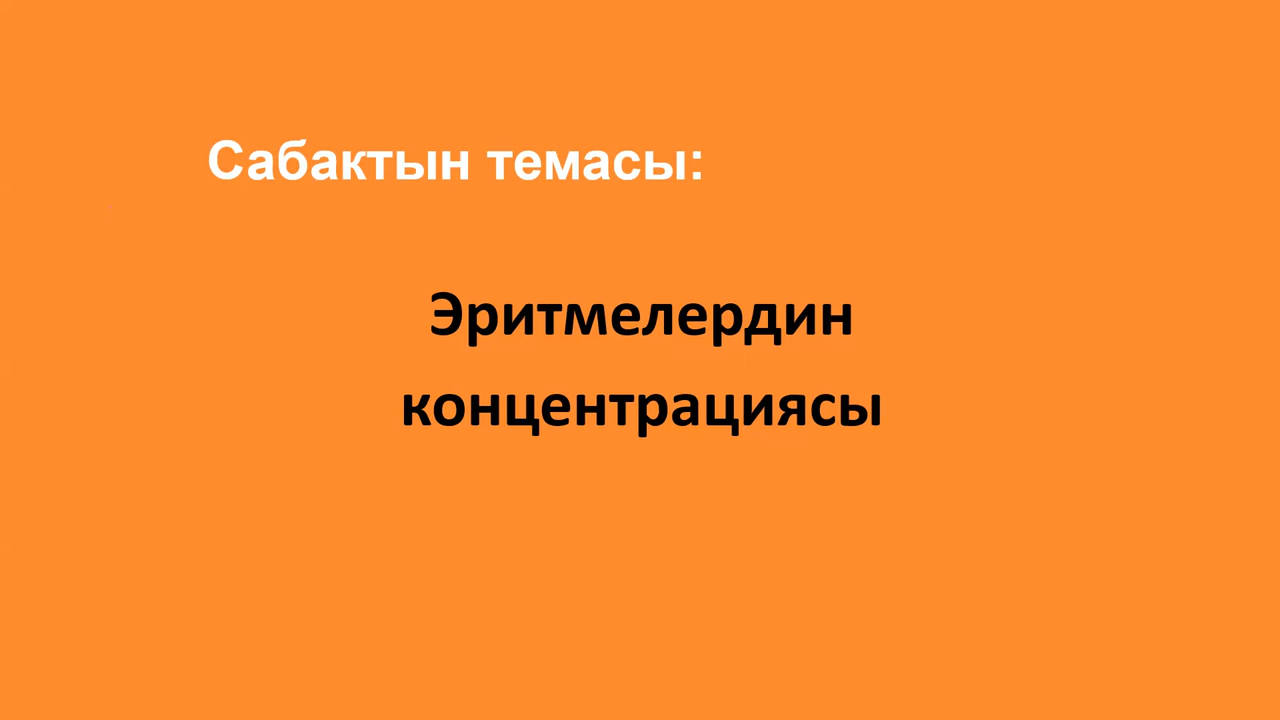 Сабактын темасы:
Эритмелердин
концентрациясы